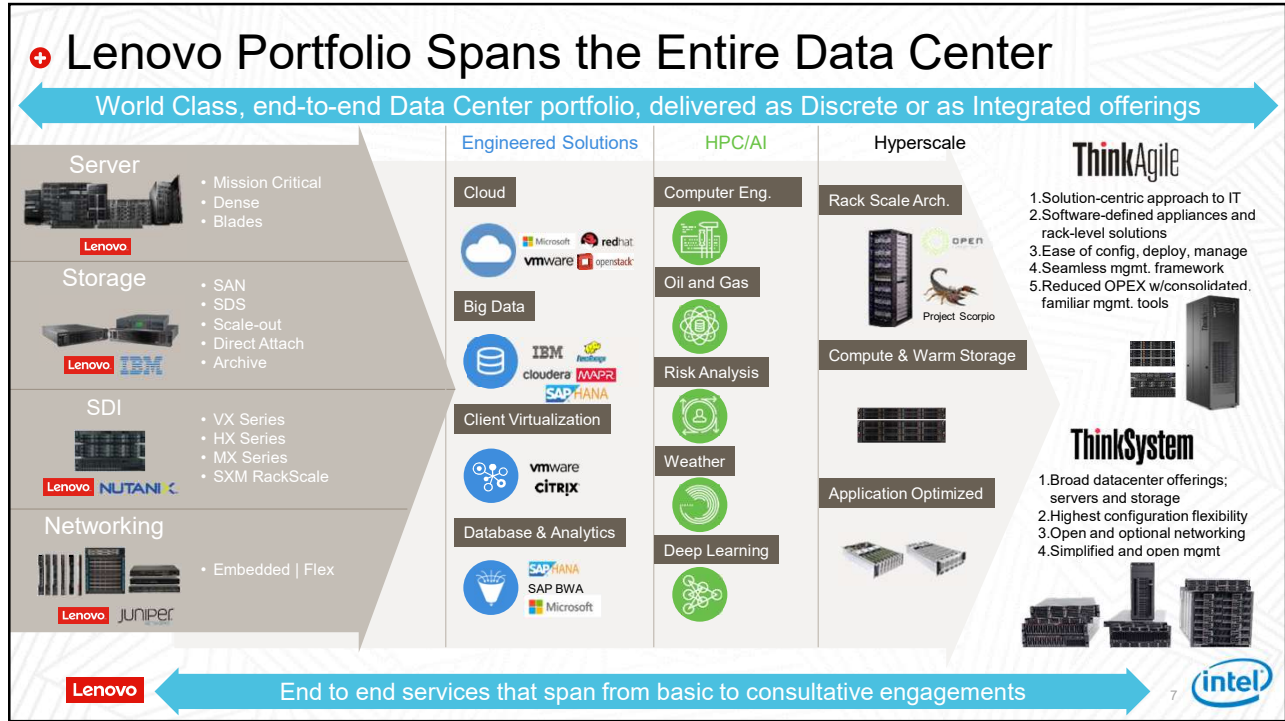 Lenovo Portfolio Spans the Entire Data Center
World Class, end-to-end Data Center portfolio, delivered as Discrete or as Integrated offerings
Server
• Mission Critical
• Dense
• Blades
Lenovo
Storage
• SAN
• SDS
• Scale-out
• Direct Attach
• Archive
Lenovo IBM
SDI
• VX Series
• HX Series
• MX Series
• SXM RackScale
Lenovo NUTANIX
Networking
• Embedded | Flex
Lenovo JUNIPER
Engineered Solutions
Cloud
Microsoft redhat
vmware openstack
Big Data
IBM
cloudera MAPR
SAP HANA
Client Virtualization
vmware
CITRIX
Database & Analytics
SAP HANA
SAP BWA
Microsoft
HPC/AI
Computer Eng.
Oil and Gas
Risk Analysis
Weather
Deep Learning
Hyperscale
Rack Scale Arch.
OPEN
Project Scorpio
Compute & Warm Storage
Application Optimized
ThinkAgile
1.Solution-centric approach to IT
2.Software-defined appliances and
rack-level solutions
3.Ease of config, deploy, manage
4.Seamless mgmt. framework
5.Reduced OPEX w/consolidated,
familiar mgmt. tools
ThinkSystem
1.Broad datacenter offerings;
servers and storage
2.Highest configuration flexibility
3.Open and optional networking
4.Simplified and open mgmt
Lenovo
End to end services that span from basic to consultative engagements
7
intel